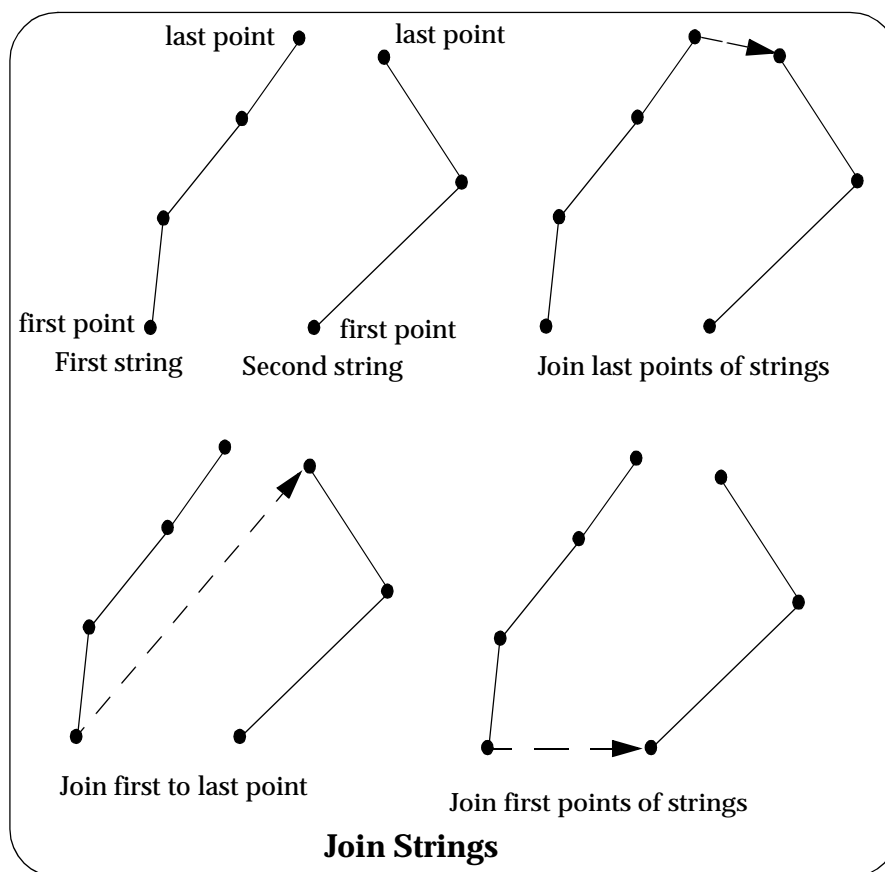 last point
last point
first point
first point
First string
Second string
Join last points of strings
Join first to last point
Join first points of strings
Join Strings